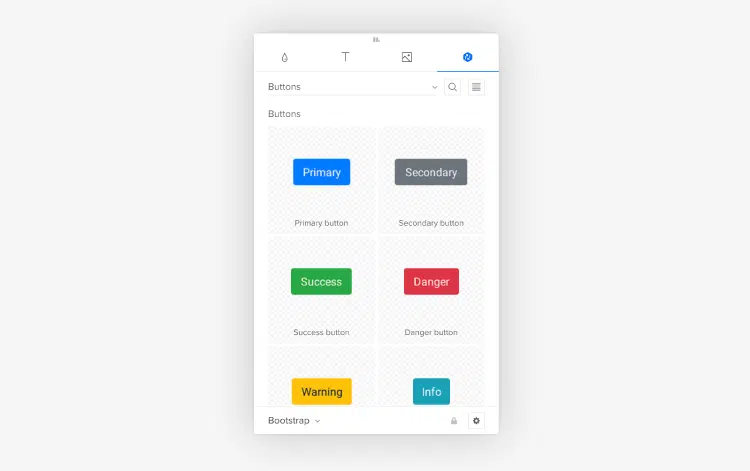 Buttons
Buttons
Primary
Secondary
Primary button
Secondary button
Success
Danger
Success button
Danger button
Warning
Info
Bootstrap